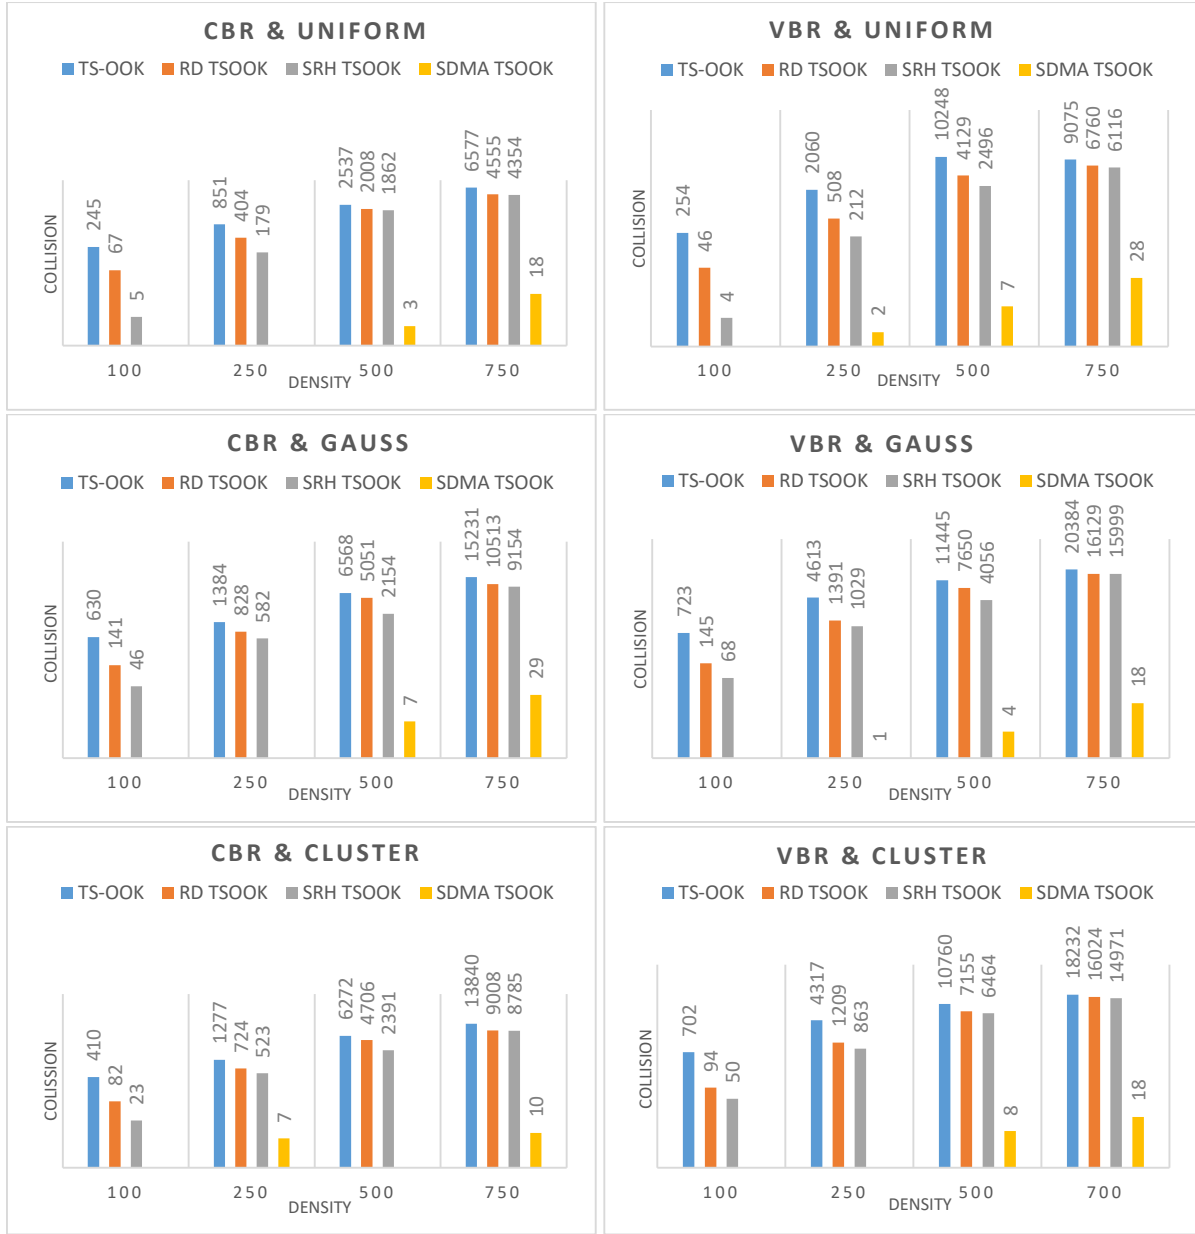 CBR & UNIFORM
TS-OOK RD TSOOK SRH TSOOK SDMA TSOOK
COLLISION
245 67 5
851 404 179
2537 2008 1862 3
6577 4555 4354 18
100 250 500 750
DENSITY
VBR & UNIFORM
TS-OOK RD TSOOK SRH TSOOK SDMA TSOOK
COLLISION
254 46 4
2060 508 212 2
10248 4129 2496 7
9075 6760 6116 28
100 250 500 750
DENSITY
CBR & GAUSS
TS-OOK RD TSOOK SRH TSOOK SDMA TSOOK
COLLISION
630 141 46
1384 828 582
6568 5051 2154 7
15231 10513 9154 29
100 250 500 750
DENSITY
VBR & GAUSS
TS-OOK RD TSOOK SRH TSOOK SDMA TSOOK
COLLISION
723 145 68
4613 1391 1029 1
11445 7650 4056 4
20384 16129 15999 18
100 250 500 750
DENSITY
CBR & CLUSTER
TS-OOK RD TSOOK SRH TSOOK SDMA TSOOK
COLISSION
410 82 23
1277 724 523 7
6272 4706 2391
13840 9008 8785 10
100 250 500 750
DENSITY
VBR & CLUSTER
TS-OOK RD TSOOK SRH TSOOK SDMA TSOOK
COLLISION
702 94 50
4317 1209 863
10760 7155 6464 8
18232 16024 14971 18
100 250 500 700
DENSITY